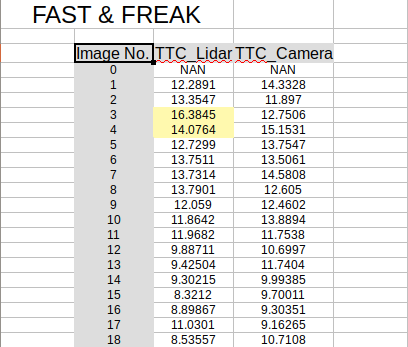 FAST & FREAK
Image No. TTC_Lidar TTC_Camera
0 NAN NAN
1 12.2891 14.3328
2 13.3547 11.897
3 16.3845 12.7506
4 14.0764 15.1531
5 12.7299 13.7547
6 13.7511 13.5061
7 13.7314 14.5808
8 13.7901 12.605
9 12.059 12.4602
10 11.8642 13.8894
11 11.9682 11.7538
12 9.88711 10.6997
13 9.42504 11.7404
14 9.30215 9.99385
15 8.3212 9.70011
16 8.89867 9.30351
17 11.0301 9.16265
18 8.53557 10.7108